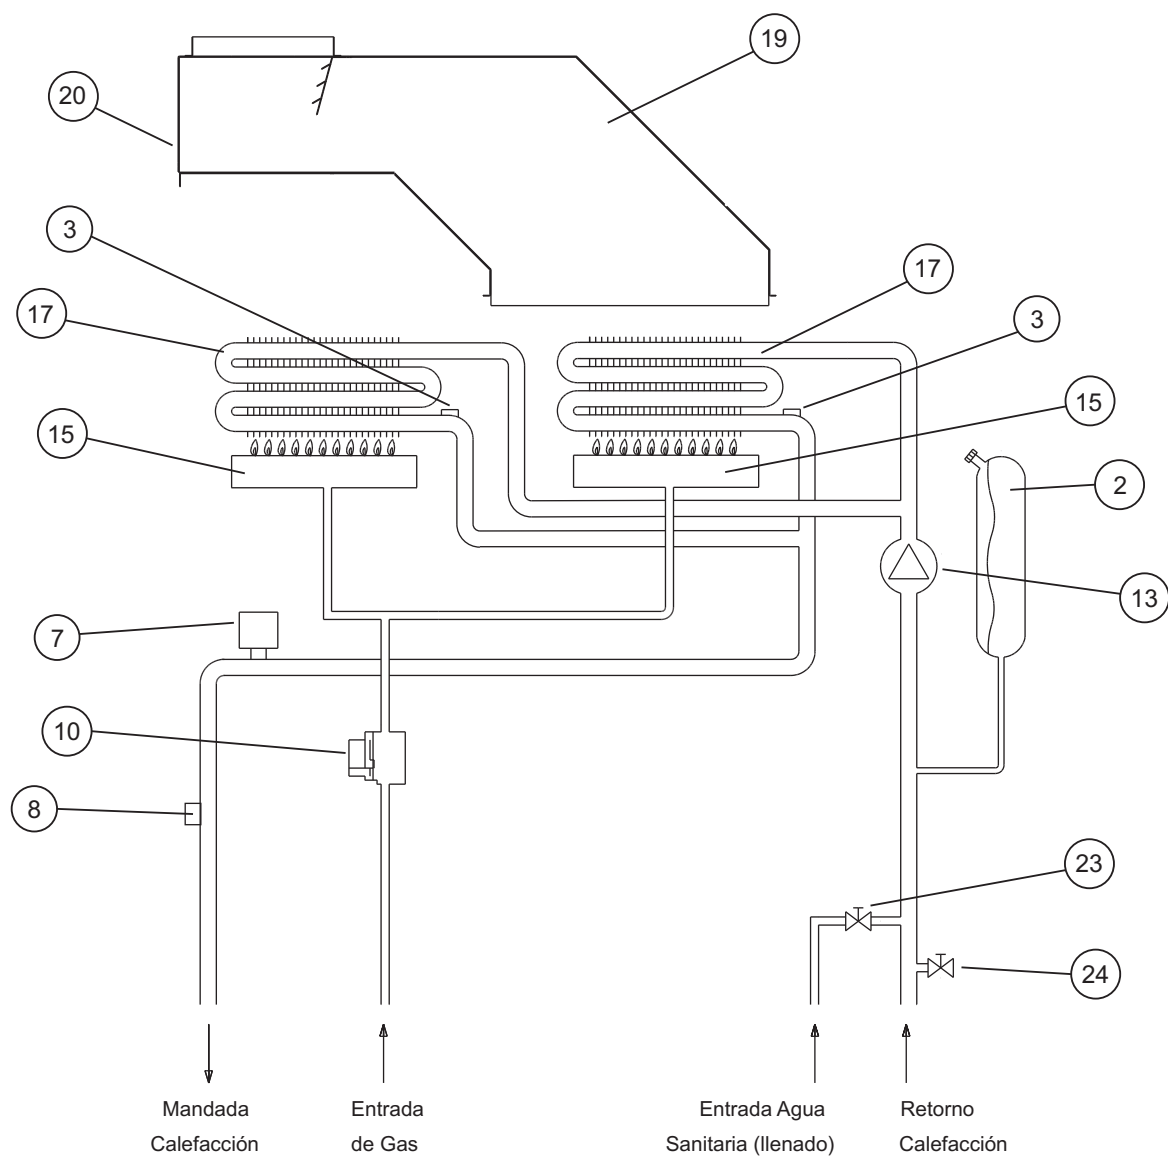 19
20
3
17
17
3
15
15
2
13
7
10
8
23
24
Mandada
Calefacción
Entrada
de Gas
Entrada Agua
Sanitaria (llenado)
Retorno
Calefacción